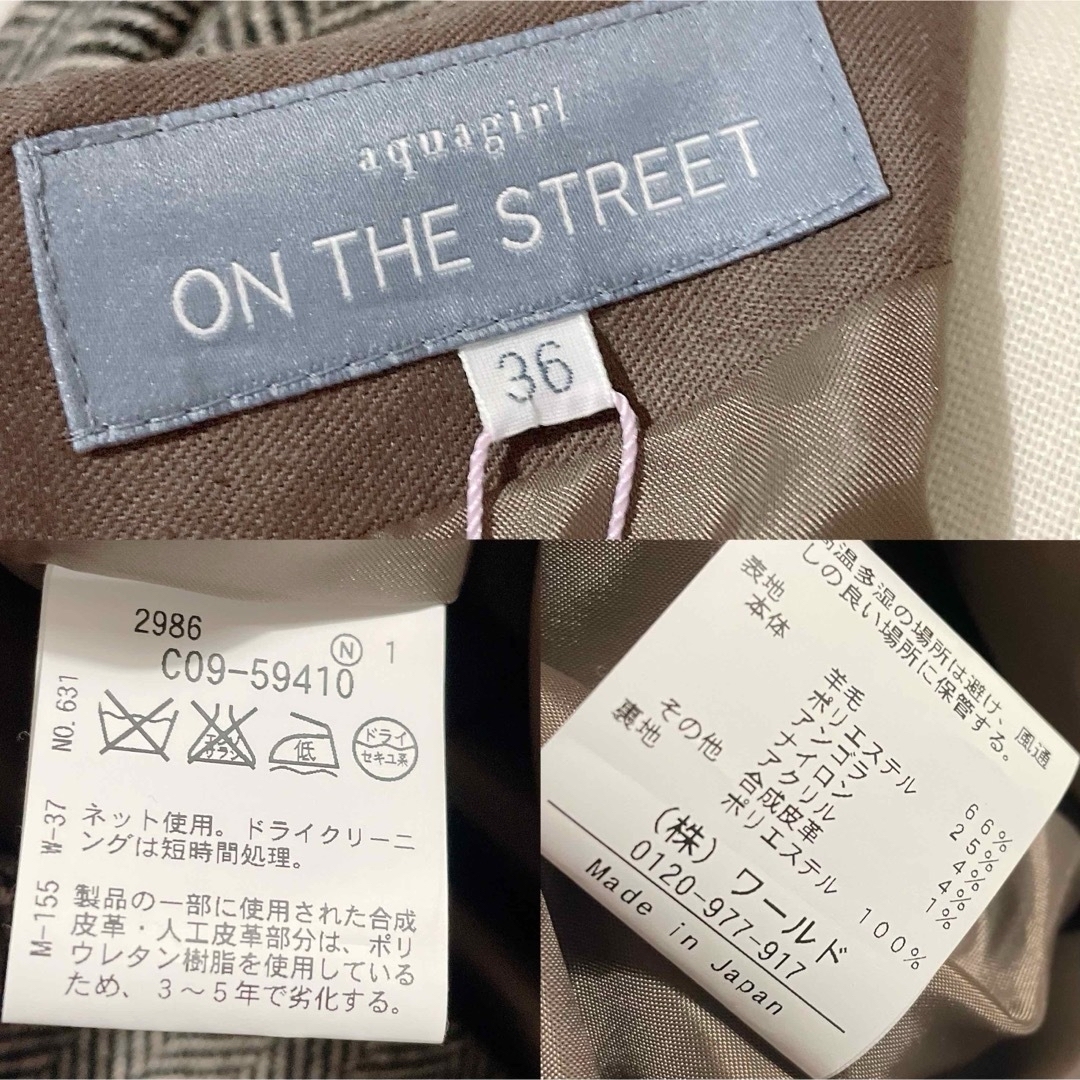 aquagirl
ON THE STREET
36
2986
C09-59410 N 1
NO. 631
低
ドライ
セキユ系
M-155 W-37
ネット使用。ドライクリーニ
ングは短時間処理。
製品の一部に使用された合成
皮革・人工皮革部分は、ポリ
ウレタン樹脂を使用している
ため、3～5年で劣化する。
温多湿の場所は避け、風通
しの良い場所に保管する。
表地
本体
羊毛 66%
ポリエステル 25%
アンゴラ 4%
ナイロン 4%
アクリル 1%
その他 合成皮革
裏地 ポリエステル 100%
(株)ワールド
0120-977-917
Made in Japan